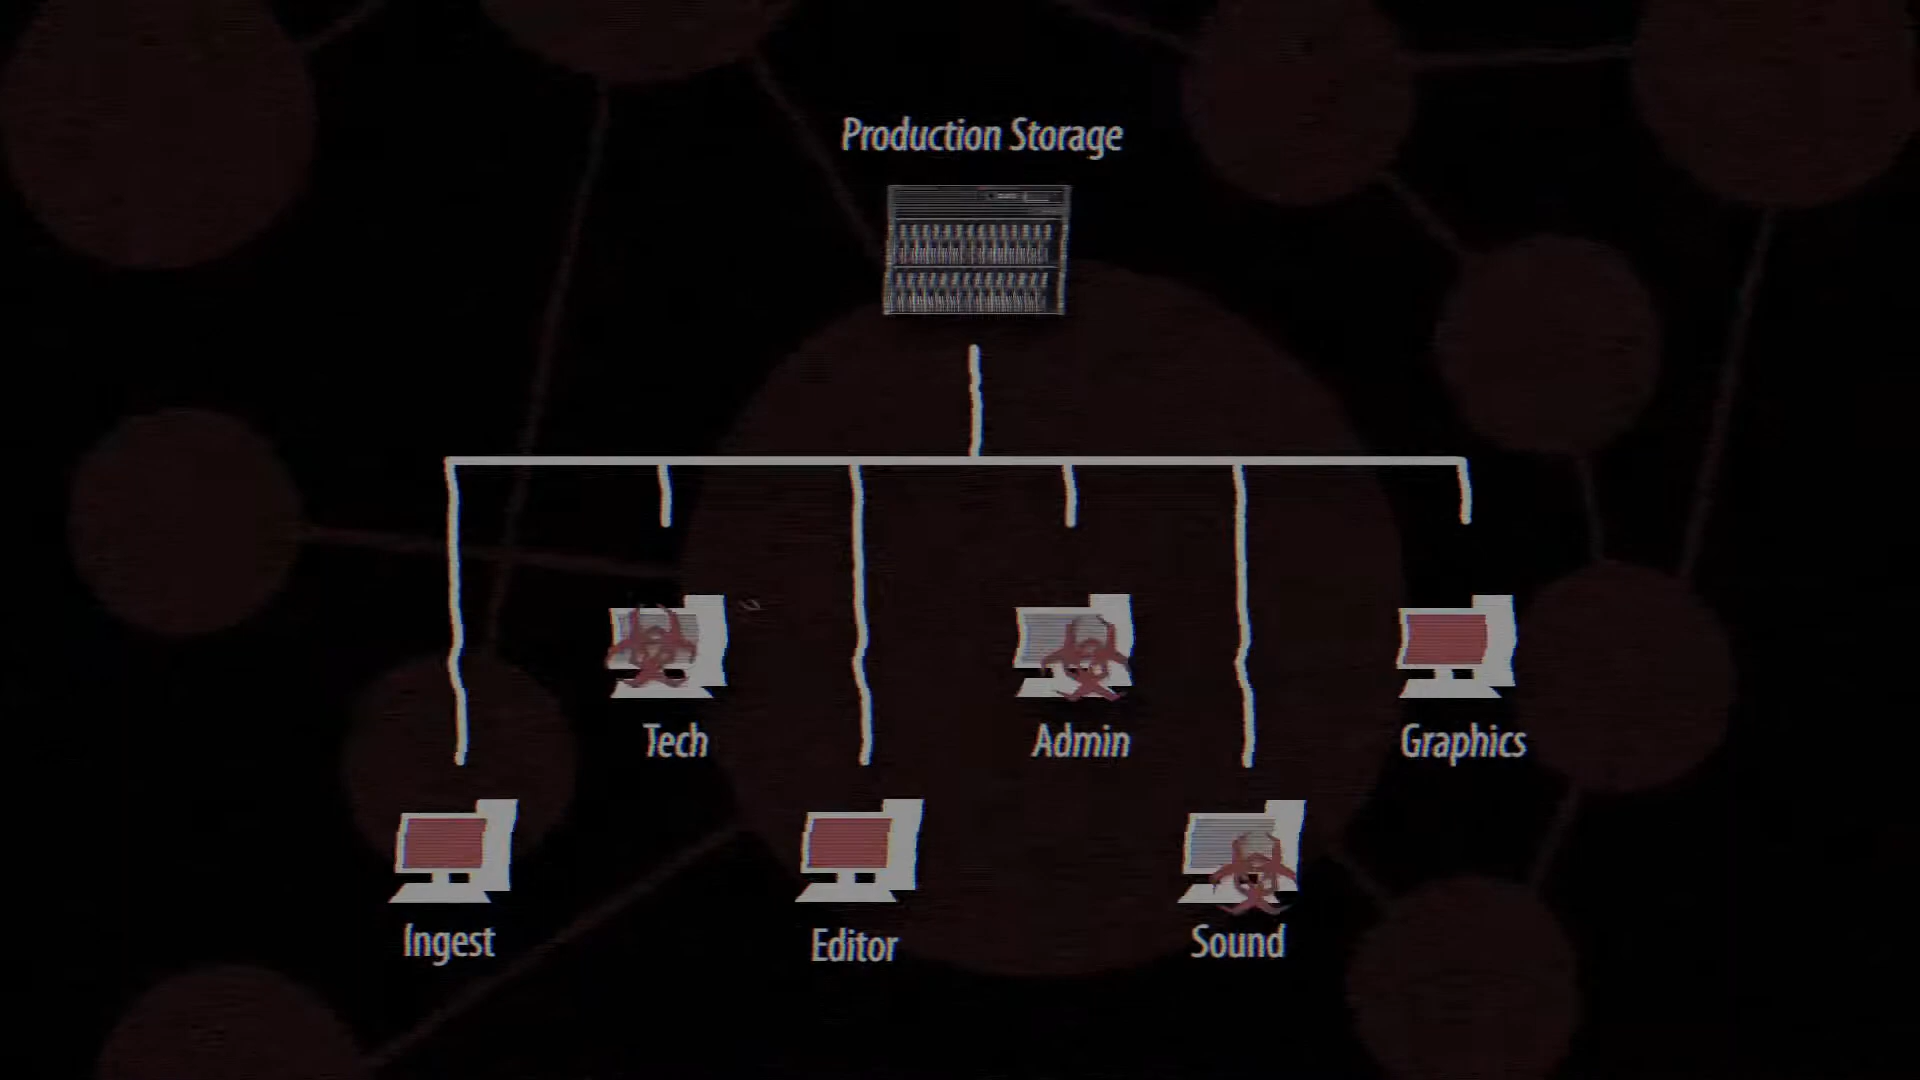 Production Storage
Tech
Admin
Graphics
Ingest
Editor
Sound